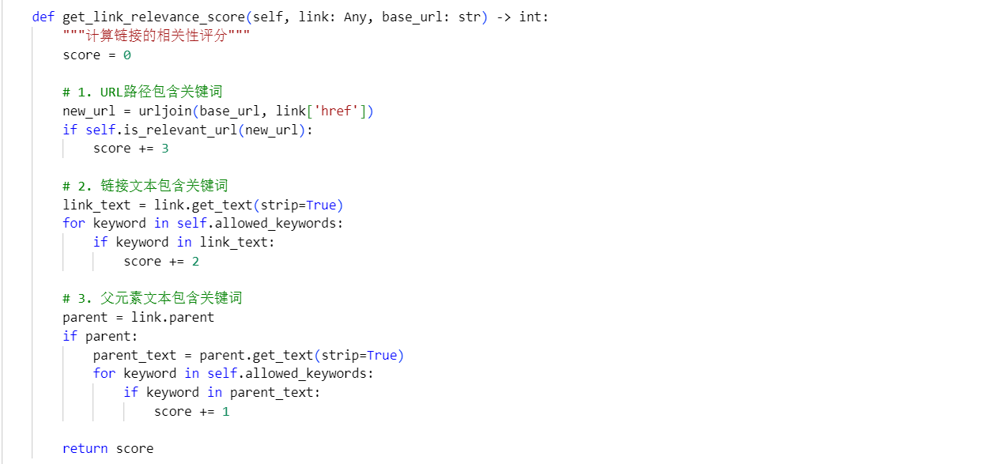 def get_link_relevance_score(self, link: Any, base_url: str) -> int:
    """计算链接的相关性评分"""
    score = 0

    # 1. URL路径包含关键词
    new_url = urljoin(base_url, link['href'])
    if self.is_relevant_url(new_url):
        score += 3

    # 2. 链接文本包含关键词
    link_text = link.get_text(strip=True)
    for keyword in self.allowed_keywords:
        if keyword in link_text:
            score += 2

    # 3. 父元素文本包含关键词
    parent = link.parent
    if parent:
        parent_text = parent.get_text(strip=True)
        for keyword in self.allowed_keywords:
            if keyword in parent_text:
                score += 1

    return score